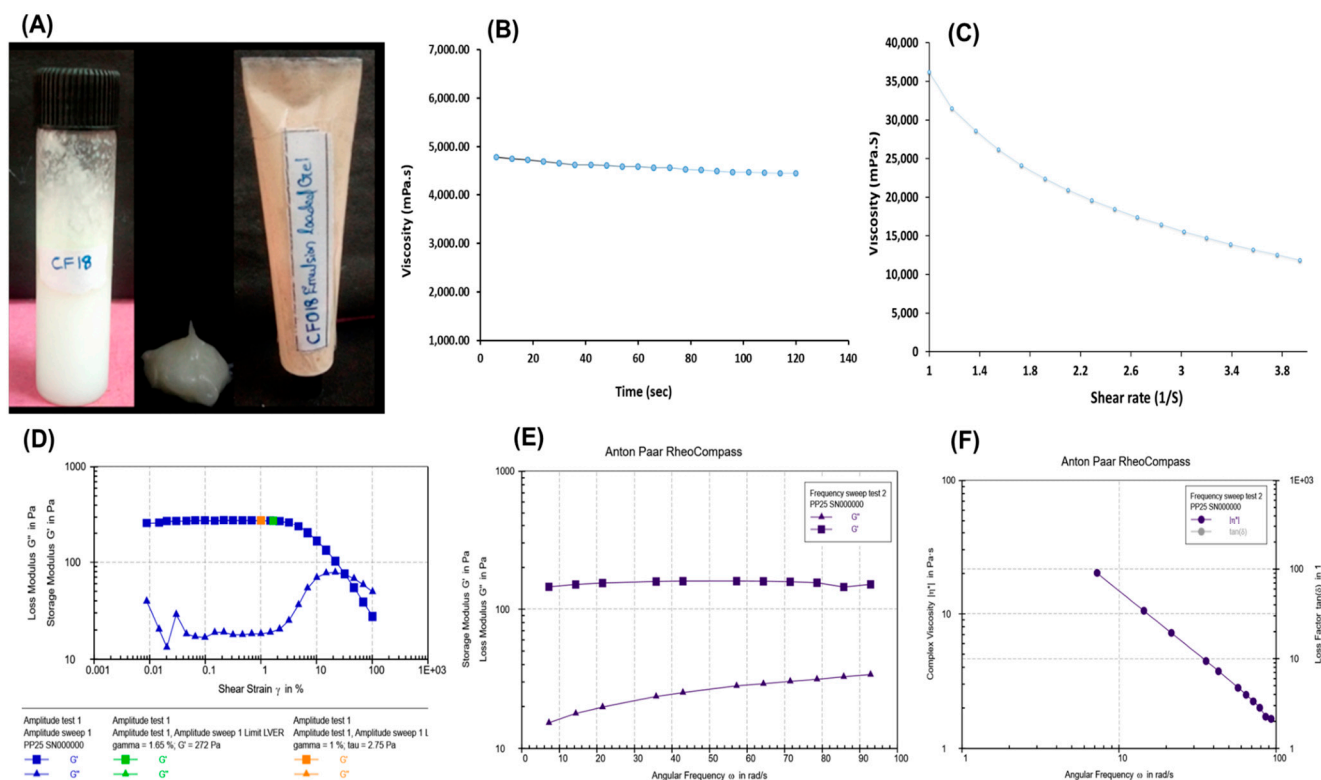 (A)
CF18
CF018 Emulsion loaded Gel
(B)
Viscosity (mPa.s)
7,000.00
6,000.00
5,000.00
4,000.00
3,000.00
2,000.00
1,000.00
0 20 40 60 80 100 120 140
Time (sec)
(C)
Viscosity (mPa.S)
40,000
35,000
30,000
25,000
20,000
15,000
10,000
5,000
0
1 1.4 1.8 2.2 2.6 3 3.4 3.8
Shear rate (1/S)
(D)
Loss Modulus G'' in Pa
Storage Modulus G' in Pa
1000
100
10
0.001 0.01 0.1 1 10 100 1E+03
Shear Strain γ in %
Amplitude test 1
Amplitude sweep 1
PP25 SN000000
G'
G''
Amplitude test 1
Amplitude test 1, Amplitude sweep 1 Limit LVER
gamma = 1.65 %; G' = 272 Pa
G'
G''
Amplitude test 1
Amplitude test 1, Amplitude sweep 1 L
gamma = 1 %; tau = 2.75 Pa
G'
G''
(E)
Anton Paar RheoCompass
Storage Modulus G' in Pa
Loss Modulus G'' in Pa
1000
100
10
Frequency sweep test 2
PP25 SN000000
G''
G'
0 10 20 30 40 50 60 70 80 90 100
Angular Frequency ω in rad/s
(F)
Anton Paar RheoCompass
Complex Viscosity |η*| in Pa·s
100
10
1
Frequency sweep test 2
PP25 SN000000
|η*|
tan(δ)
1E+03
100
10
1
Loss Factor tan(δ) in 1
1 10 100
Angular Frequency ω in rad/s